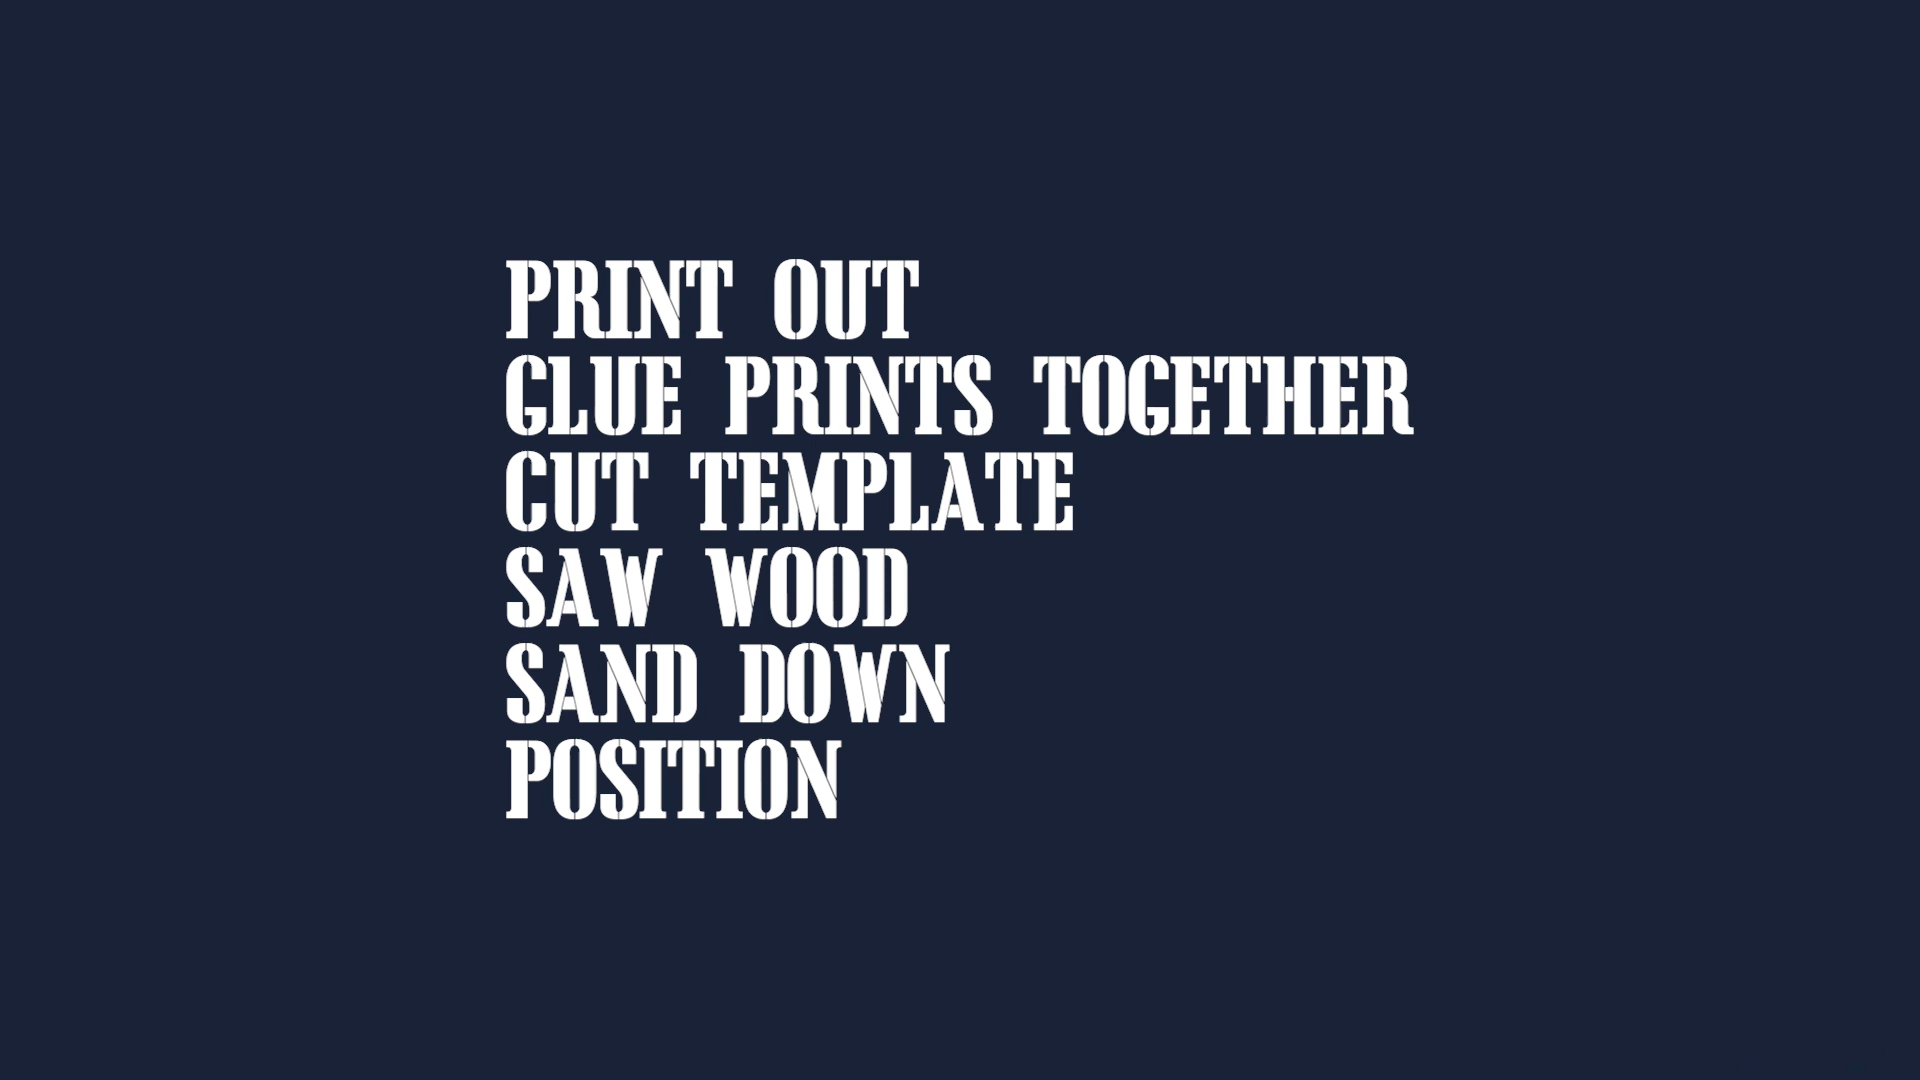 PRINT OUT
GLUE PRINTS TOGETHER
CUT TEMPLATE
SAW WOOD
SAND DOWN
POSITION